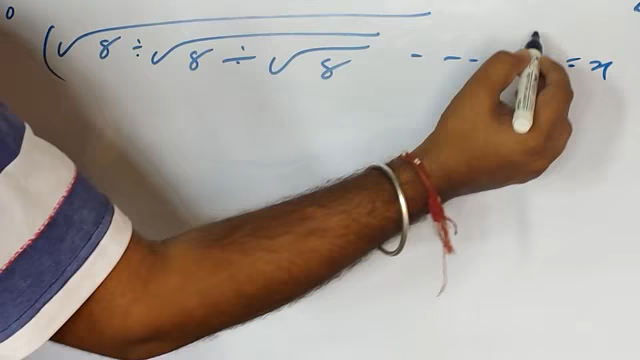 (√8 ÷ √8 ÷ √8 - - - = x